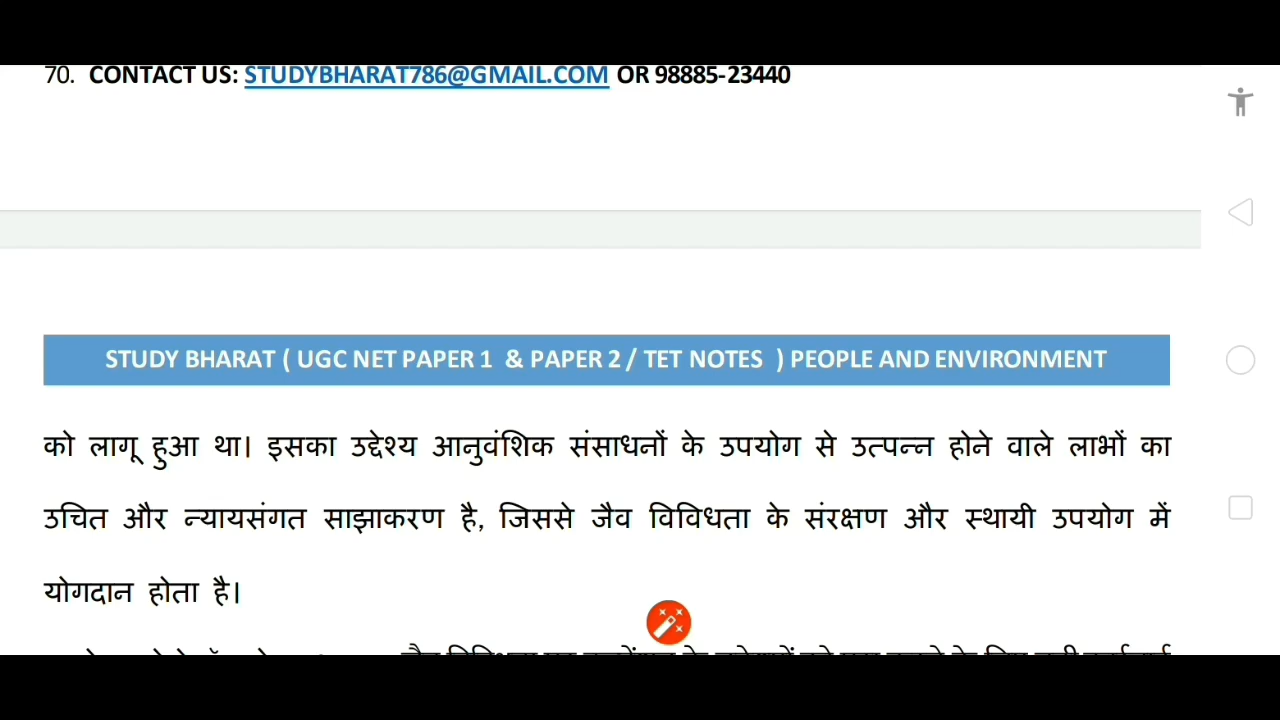 70. CONTACT US: STUDYBHARAT786@GMAIL.COM OR 98885-23440
STUDY BHARAT ( UGC NET PAPER 1 & PAPER 2 / TET NOTES ) PEOPLE AND ENVIRONMENT
को लागू हुआ था। इसका उद्देश्य आनुवंशिक संसाधनों के उपयोग से उत्पन्न होने वाले लाभों का
उचित और न्यायसंगत साझाकरण है, जिससे जैव विविधता के संरक्षण और स्थायी उपयोग में
योगदान होता है।